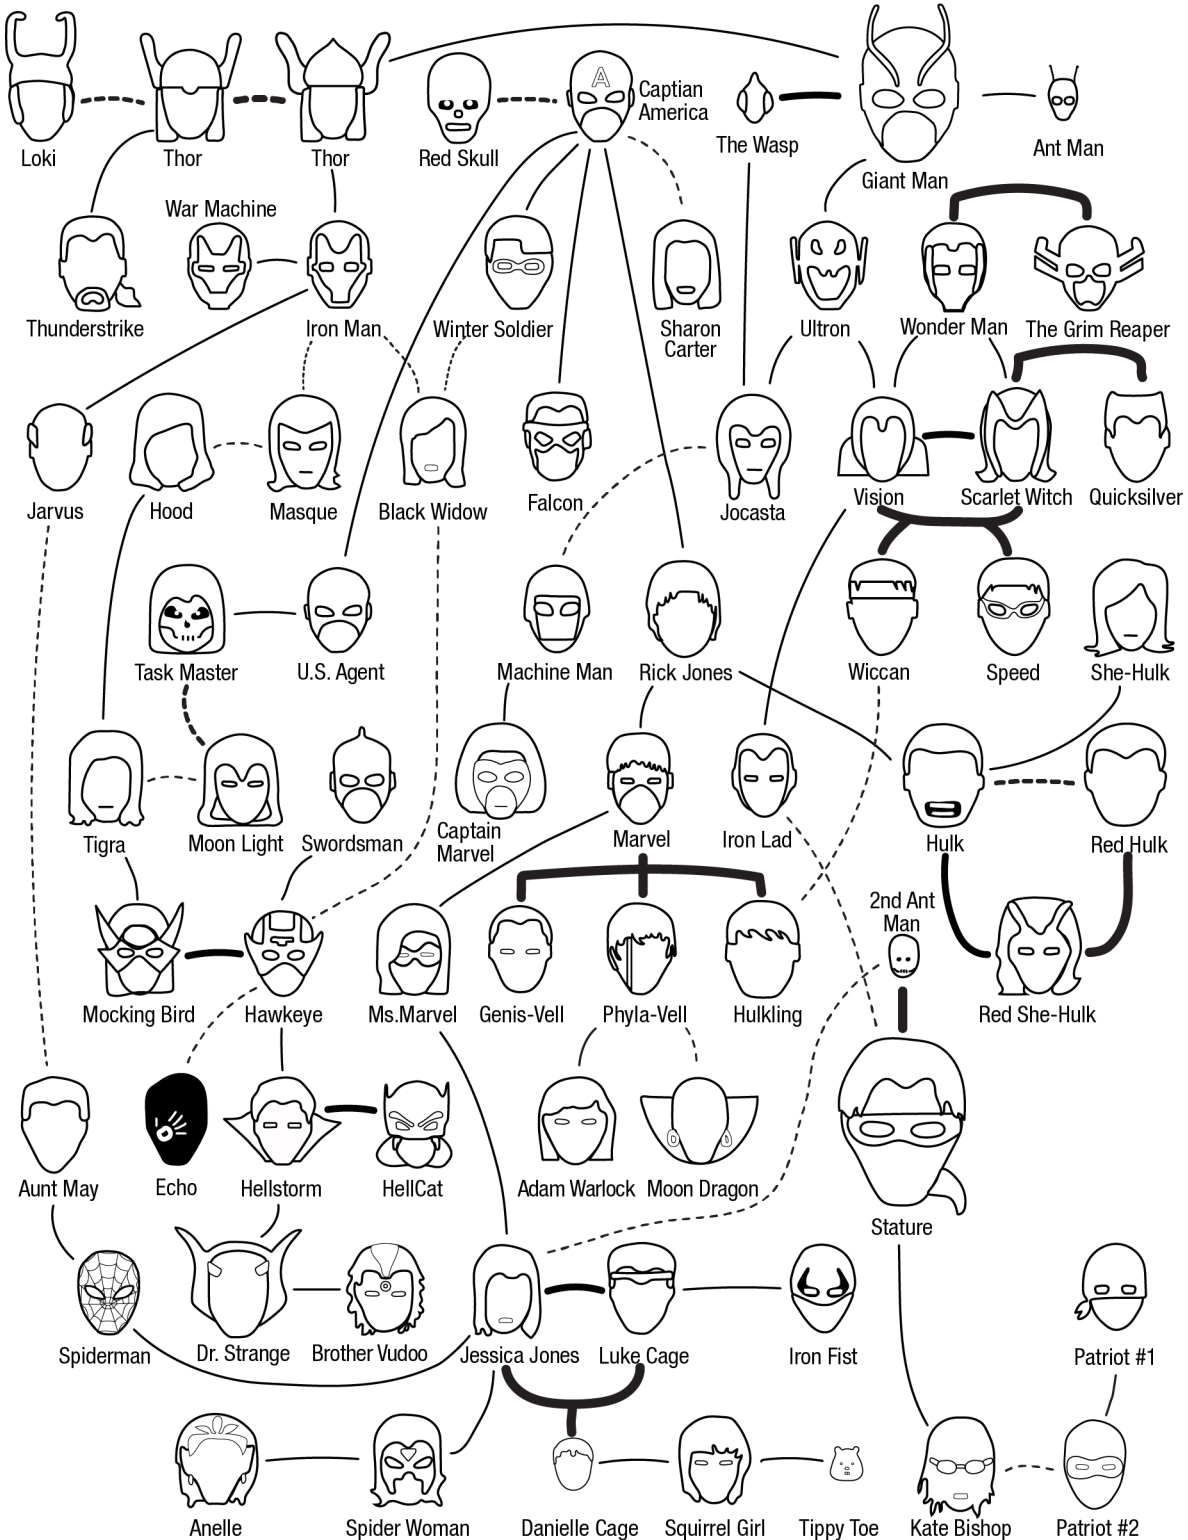 A
Captian
America
The Wasp
Ant Man
Loki
Thor
Thor
Red Skull
Giant Man
War Machine
Thunderstrike
Iron Man
Winter Soldier
Sharon
Carter
Ultron
Wonder Man
The Grim Reaper
Jarvus
Hood
Masque
Black Widow
Falcon
Jocasta
Vision
Scarlet Witch
Quicksilver
Task Master
U.S. Agent
Machine Man
Rick Jones
Wiccan
Speed
She-Hulk
Tigra
Moon Light
Swordsman
Captain
Marvel
Marvel
Iron Lad
Hulk
Red Hulk
2nd Ant
Man
Mocking Bird
Hawkeye
Ms.Marvel
Genis-Vell
Phyla-Vell
Hulkling
Red She-Hulk
Aunt May
Echo
Hellstorm
HellCat
Adam Warlock
Moon Dragon
Stature
Spiderman
Dr. Strange
Brother Vudoo
Jessica Jones
Luke Cage
Iron Fist
Patriot #1
Anelle
Spider Woman
Danielle Cage
Squirrel Girl
Tippy Toe
Kate Bishop
Patriot #2